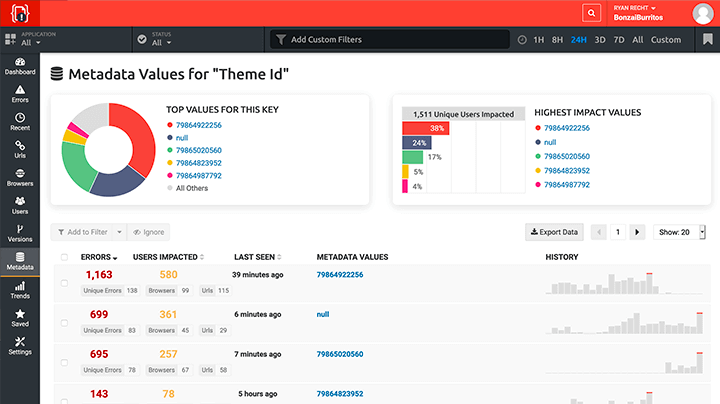 RYAN RECHT
BonzaiBurritos
APPLICATION
All
STATUS
All
Add Custom Filters
1H 8H 24H 3D 7D All Custom
Dashboard
Errors
Recent
Urls
Browsers
Users
Versions
Metadata
Trends
Saved
Settings
Metadata Values for "Theme Id"
TOP VALUES FOR THIS KEY
79864922256
null
79865020560
79864823952
79864987792
All Others
1,511 Unique Users Impacted
38%
24%
17%
5%
4%
HIGHEST IMPACT VALUES
79864922256
null
79865020560
79864823952
79864987792
Add to Filter Ignore
Export Data 1 Show: 20
ERRORS USERS IMPACTED LAST SEEN METADATA VALUES HISTORY
1,163 580 39 minutes ago 79864922256
Unique Errors 138 Browsers 99 Urls 115
699 361 6 minutes ago null
Unique Errors 83 Browsers 45 Urls 29
695 257 7 minutes ago 79865020560
Unique Errors 78 Browsers 67 Urls 58
143 78 5 hours ago 79864823952